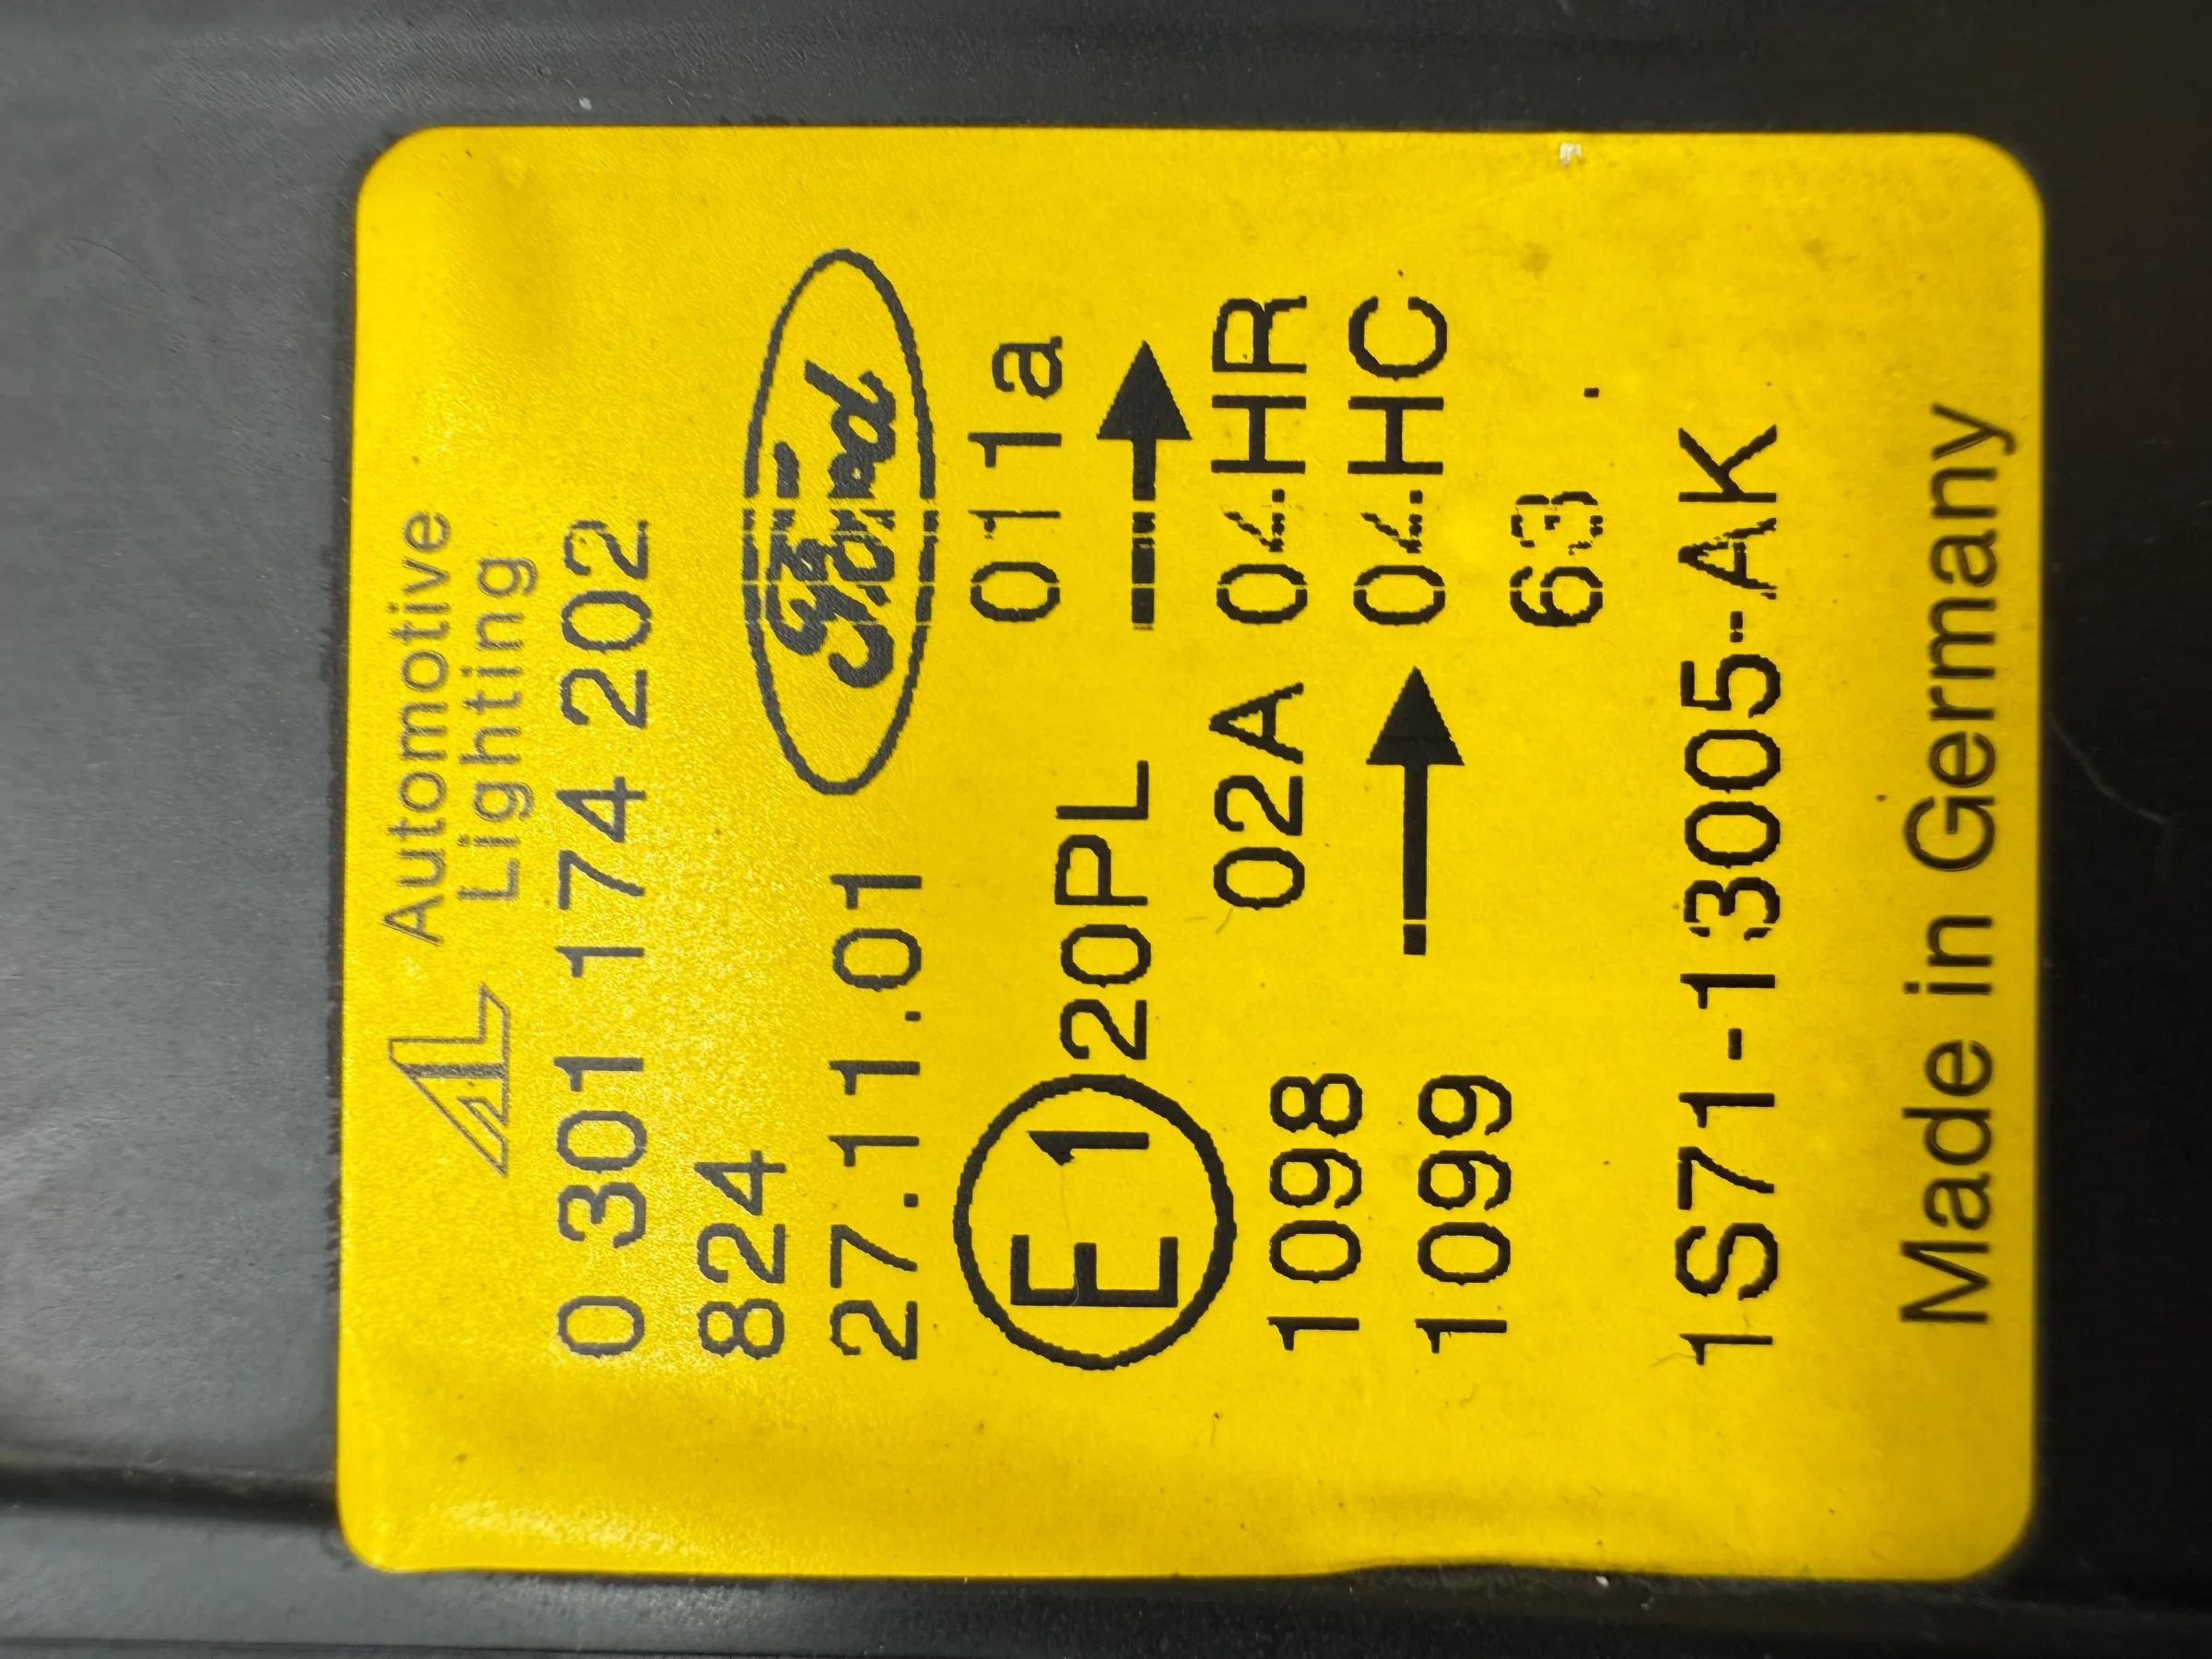 AL Automotive
Lighting
0 301 174 202
824
27.11.01 Ford
011a
E1 20PL →
02A 04 HR
1098 → 04 HC
1099
63
1S71-13005-AK
Made in Germany